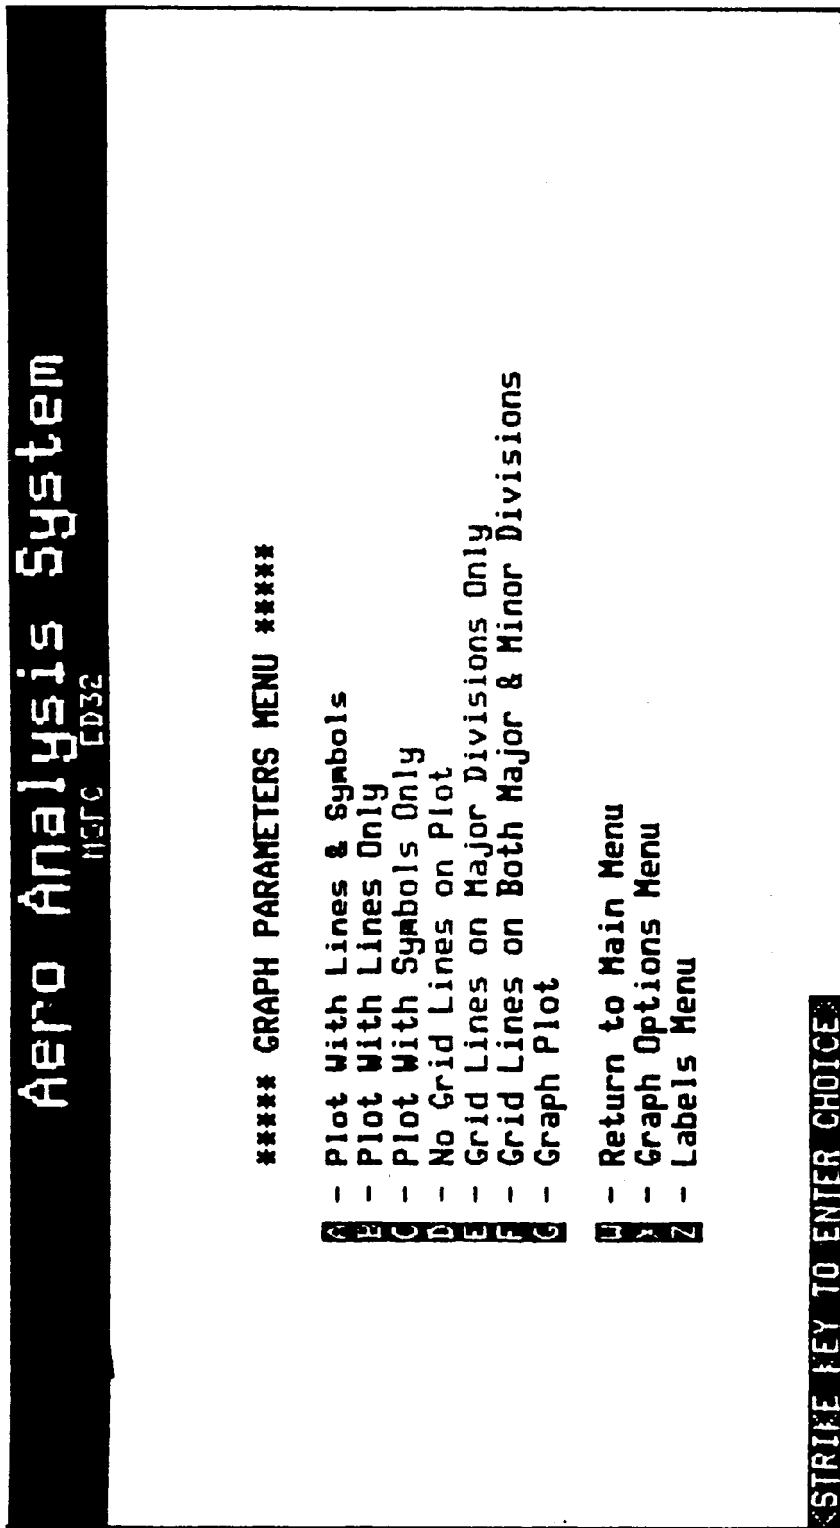 Aero Analysis System
MSFC ED32
***** GRAPH PARAMETERS MENU *****
A - Plot With Lines & Symbols
B - Plot With Lines Only
C - Plot With Symbols Only
D - No Grid Lines on Plot
E - Grid Lines on Major Divisions Only
F - Grid Lines on Both Major & Minor Divisions
G - Graph Plot
- Return to Main Menu
- Graph Options Menu
Z - Labels Menu
<STRIKE KEY TO ENTER CHOICE>